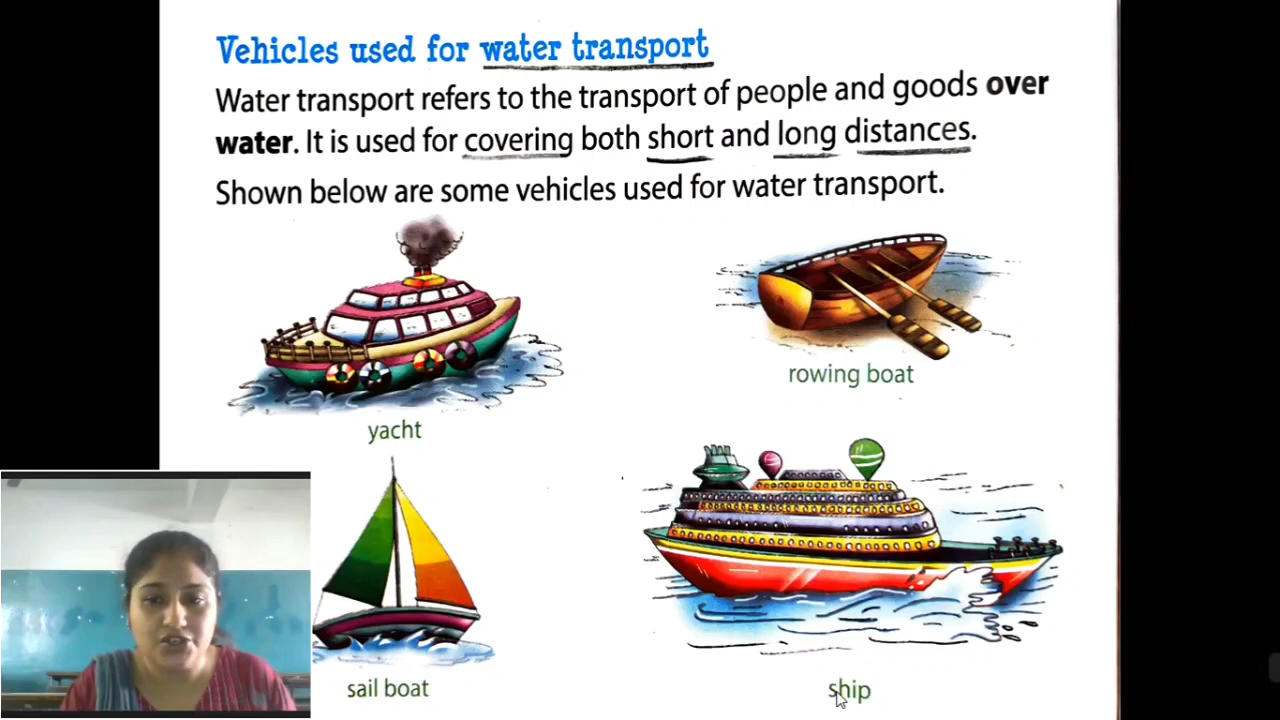 Vehicles used for water transport
Water transport refers to the transport of people and goods over
water. It is used for covering both short and long distances.
Shown below are some vehicles used for water transport.
yacht
rowing boat
sail boat
ship